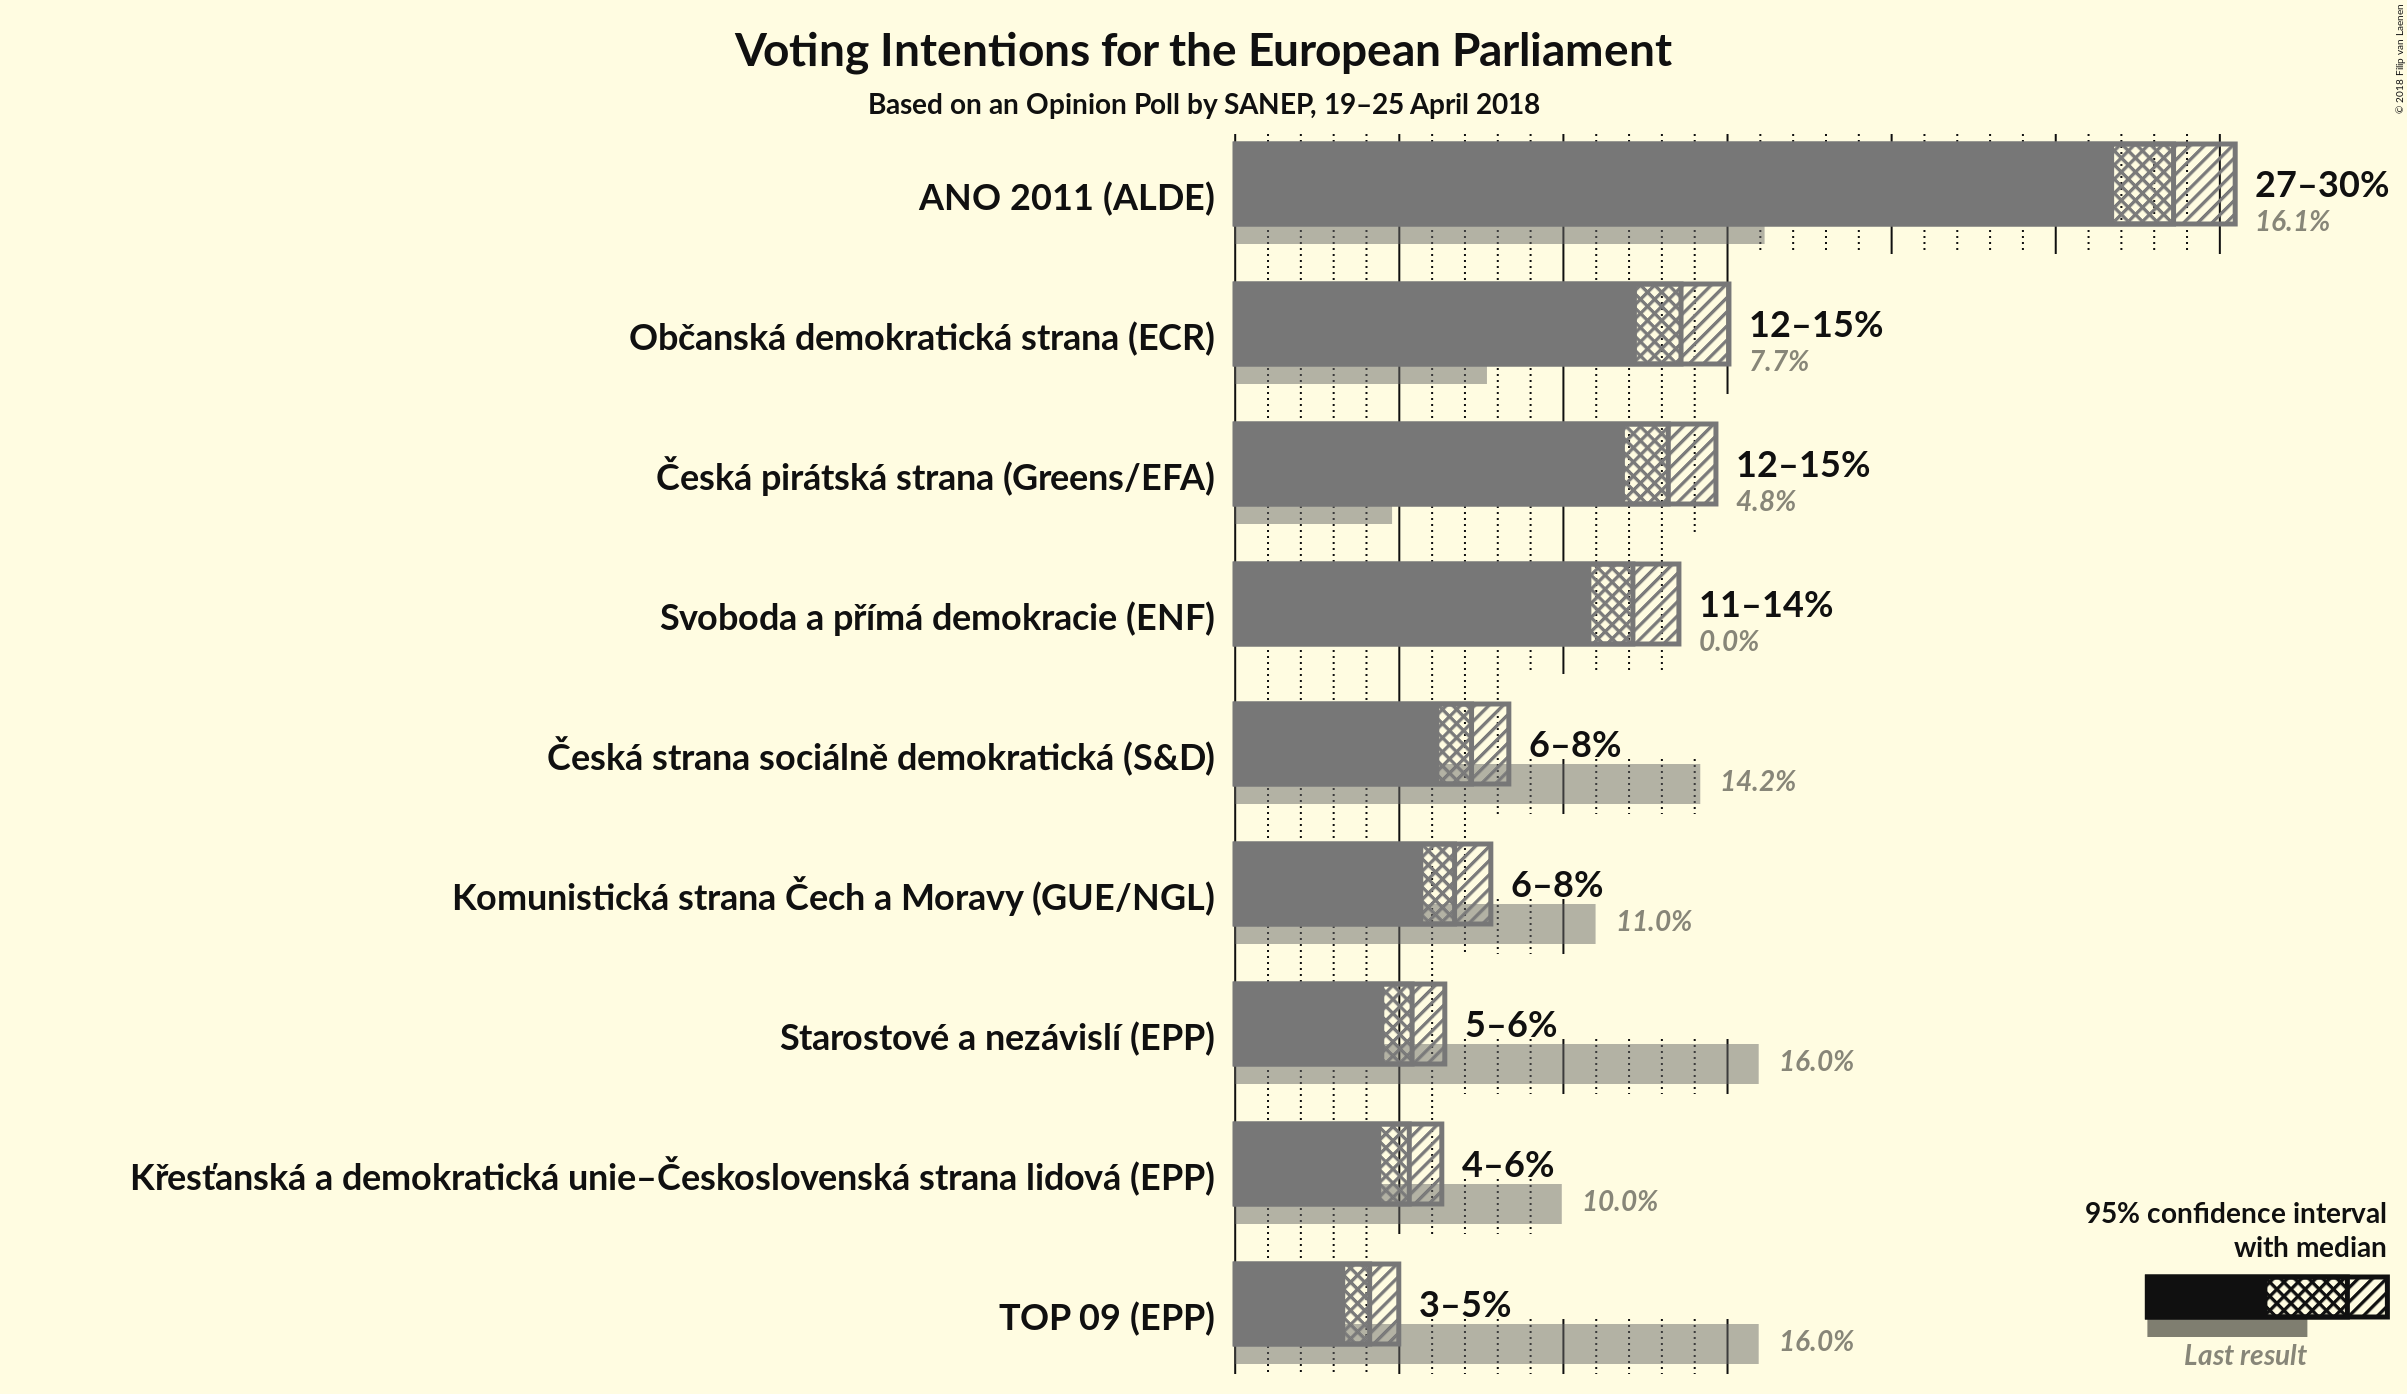 Voting Intentions for the European Parliament
Based on an Opinion Poll by SANEP, 19–25 April 2018
© 2018 Filip van Laenen
ANO 2011 (ALDE)
27–30%
16.1%
Občanská demokratická strana (ECR)
12–15%
7.7%
Česká pirátská strana (Greens/EFA)
12–15%
4.8%
Svoboda a přímá demokracie (ENF)
11–14%
0.0%
Česká strana sociálně demokratická (S&D)
6–8%
14.2%
Komunistická strana Čech a Moravy (GUE/NGL)
6–8%
11.0%
Starostové a nezávislí (EPP)
5–6%
16.0%
Křesťanská a demokratická unie–Československá strana lidová (EPP)
4–6%
10.0%
TOP 09 (EPP)
3–5%
16.0%
95% confidence interval
with median
Last result